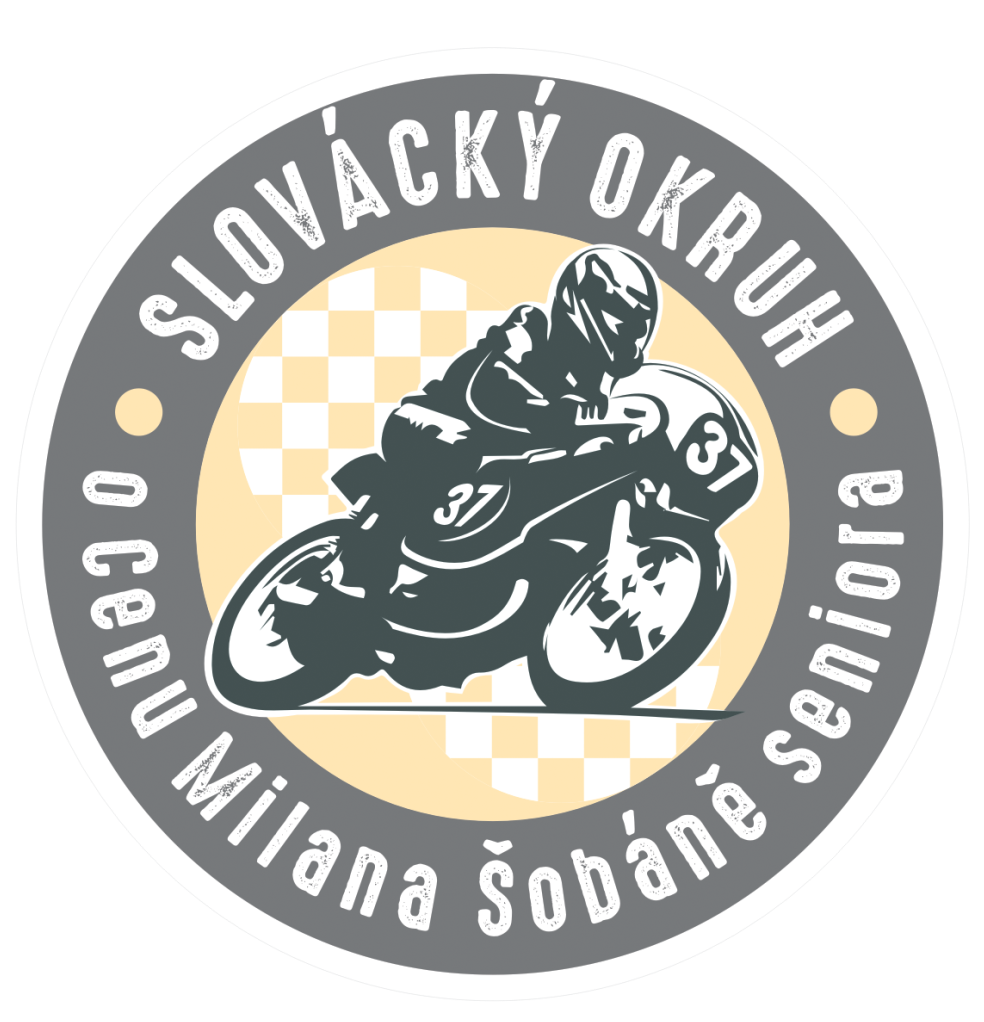 SLOVÁCKÝ OKRUH
37
37
o cenu Milana Šobáně seniora